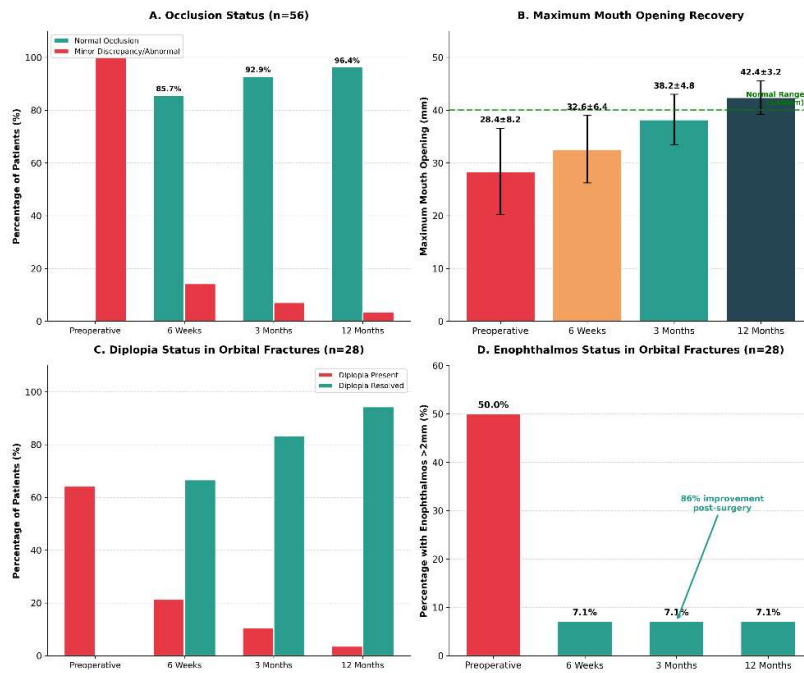 A. Occlusion Status (n=56)
Normal Occlusion
Minor Discrepancy/Abnormal
Percentage of Patients (%)
100
80
60
40
20
0
85.7%
92.9%
96.4%
Preoperative
6 Weeks
3 Months
12 Months
B. Maximum Mouth Opening Recovery
Maximum Mouth Opening (mm)
50
40
30
20
10
0
28.4±8.2
32.6±6.4
38.2±4.8
42.4±3.2
Normal Range
Preoperative
6 Weeks
3 Months
12 Months
C. Diplopia Status in Orbital Fractures (n=28)
Diplopia Present
Diplopia Resolved
Percentage of Patients (%)
100
80
60
40
20
0
Preoperative
6 Weeks
3 Months
12 Months
D. Enophthalmos Status in Orbital Fractures (n=28)
Percentage with Enophthalmos >2mm (%)
60
50
40
30
20
10
0
50.0%
7.1%
7.1%
7.1%
86% improvement
post-surgery
Preoperative
6 Weeks
3 Months
12 Months